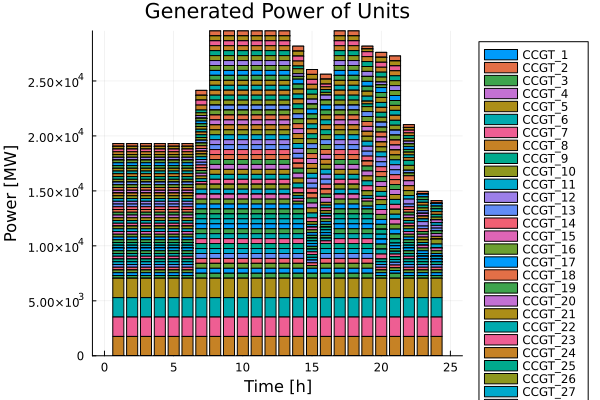 Generated Power of Units
Power [MW]
2.50×10⁴
2.00×10⁴
1.50×10⁴
1.00×10⁴
5.00×10³
0
0 5 10 15 20 25
Time [h]
CCGT_1
CCGT_2
CCGT_3
CCGT_4
CCGT_5
CCGT_6
CCGT_7
CCGT_8
CCGT_9
CCGT_10
CCGT_11
CCGT_12
CCGT_13
CCGT_14
CCGT_15
CCGT_16
CCGT_17
CCGT_18
CCGT_19
CCGT_20
CCGT_21
CCGT_22
CCGT_23
CCGT_24
CCGT_25
CCGT_26
CCGT_27